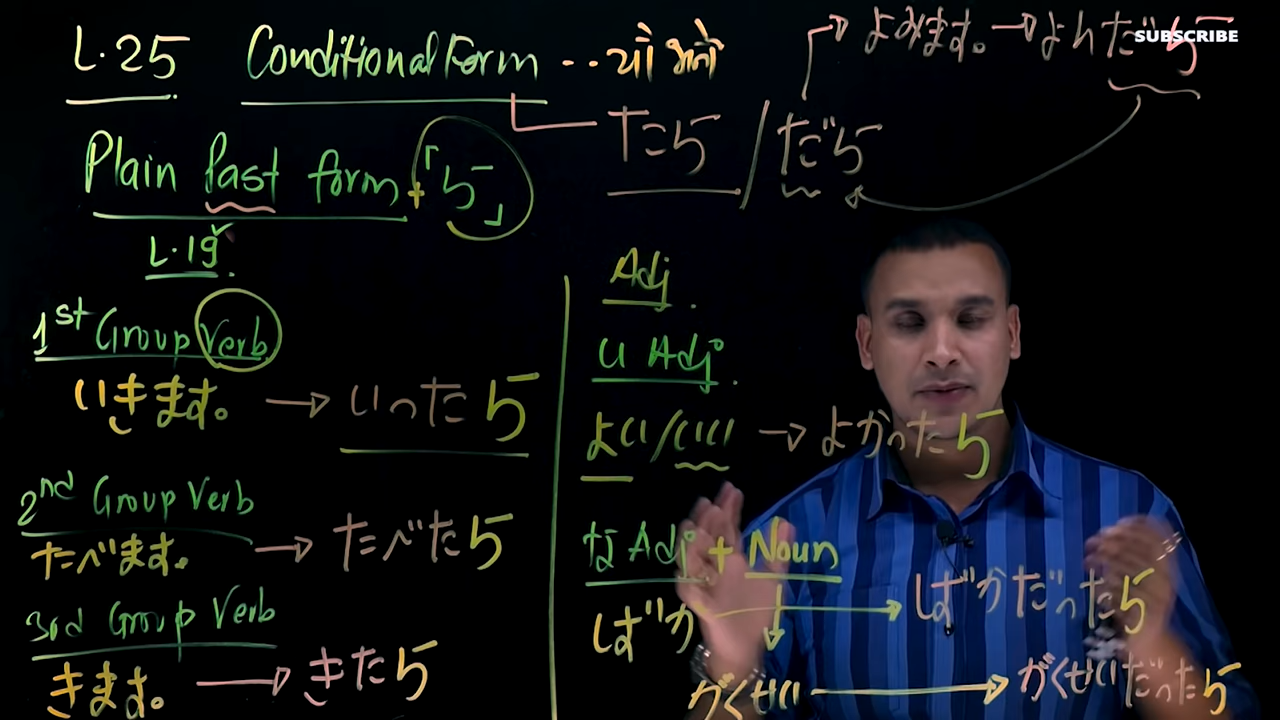 L.25 Conditional Form ..
よみます。→よんだら
SUBSCRIBE
たら / だら
Plain Past form + 「ら」
L.19
1st Group Verb
いきます。 → いったら
2nd Group Verb
たべます。 → たべたら
3rd Group Verb
きます。 → きたら
Adj.
い Adj.
よい/いい → よかったら
な Adj + Noun
しずか → しずかだったら
がくせい → がくせいだったら